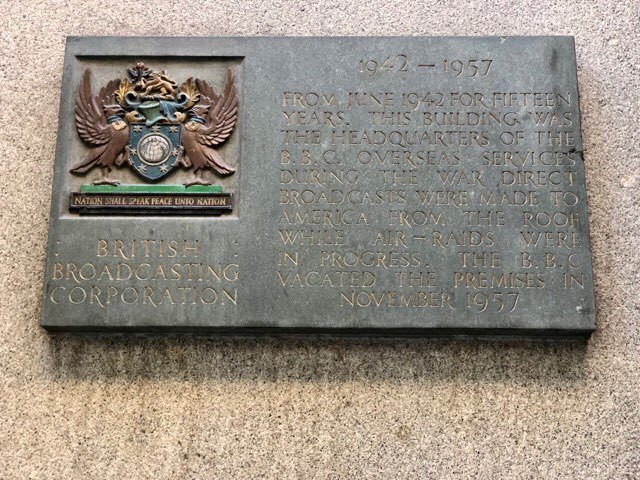 NATION SHALL SPEAK PEACE UNTO NATION
BRITISH
BROADCASTING
CORPORATION
1942 – 1957
FROM JUNE 1942 FOR FIFTEEN
YEARS. THIS BUILDING WAS
THE HEADQUARTERS OF THE
B.B.C. OVERSEAS SERVICES
DURING THE WAR DIRECT
BROADCASTS WERE MADE TO
AMERICA FROM THE ROOF
WHILE AIR–RAIDS WERE
IN PROGRESS. THE B.B.C
VACATED THE PREMISES IN
NOVEMBER 1957